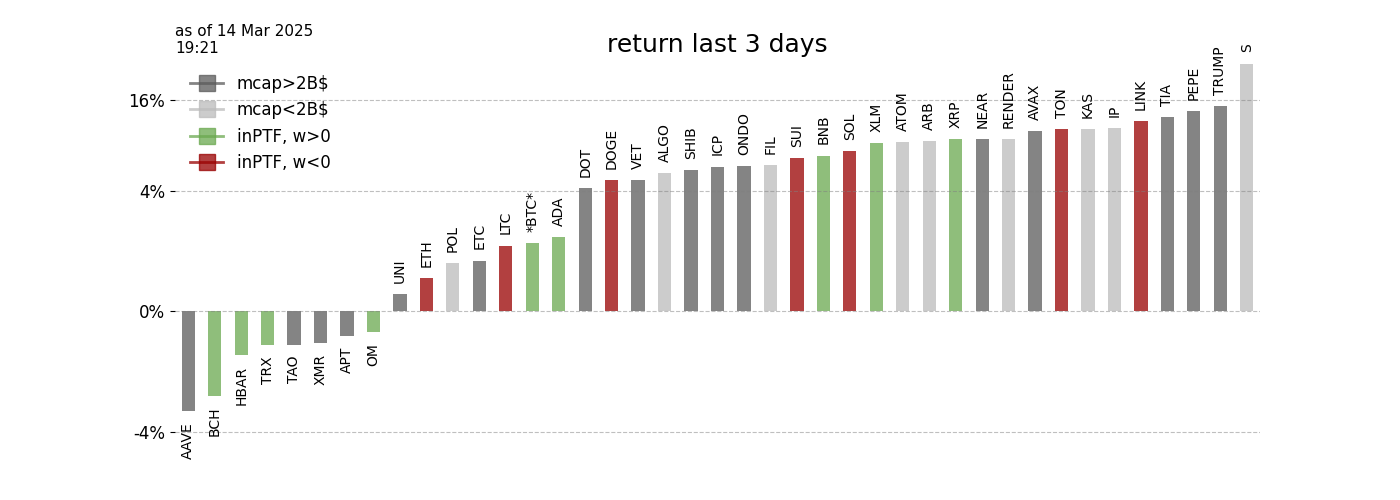 as of 14 Mar 2025
19:21
return last 3 days
mcap>2B$
mcap<2B$
inPTF, w>0
inPTF, w<0
16%
4%
0%
-4%
AAVE
BCH
HBAR
TRX
TAO
XMR
APT
OM
UNI
ETH
POL
ETC
LTC
*BTC*
ADA
DOT
DOGE
VET
ALGO
SHIB
ICP
ONDO
FIL
SUI
BNB
SOL
XLM
ATOM
ARB
XRP
NEAR
RENDER
AVAX
TON
KAS
IP
LINK
TIA
PEPE
TRUMP
S